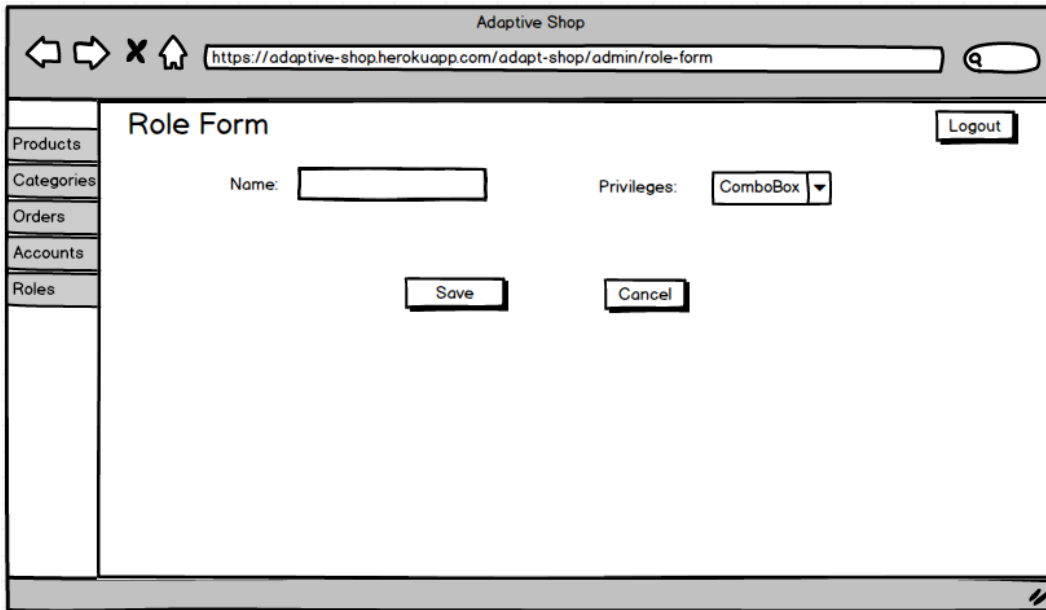 Adaptive Shop
https://adaptive-shop.herokuapp.com/adapt-shop/admin/role-form
Role Form
Logout
Products
Categories
Orders
Accounts
Roles
Name:
Privileges:
ComboBox
Save
Cancel